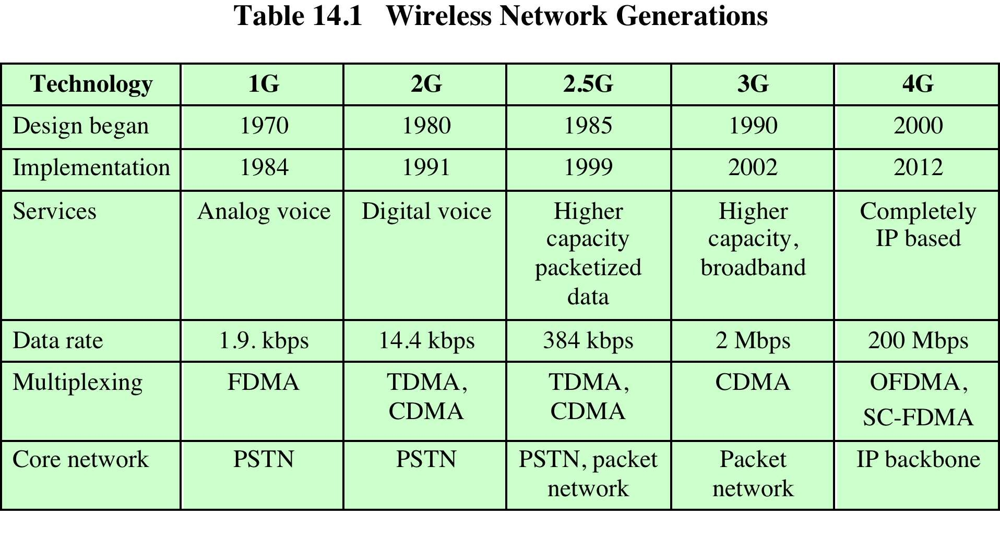 Table 14.1 Wireless Network Generations
Technology 1G 2G 2.5G 3G 4G
Design began 1970 1980 1985 1990 2000
Implementation 1984 1991 1999 2002 2012
Services Analog voice Digital voice Higher Higher Completely
capacity capacity, IP based
packetized broadband
data
Data rate 1.9. kbps 14.4 kbps 384 kbps 2 Mbps 200 Mbps
Multiplexing FDMA TDMA, TDMA, CDMA OFDMA,
CDMA CDMA SC-FDMA
Core network PSTN PSTN PSTN, packet Packet IP backbone
network network